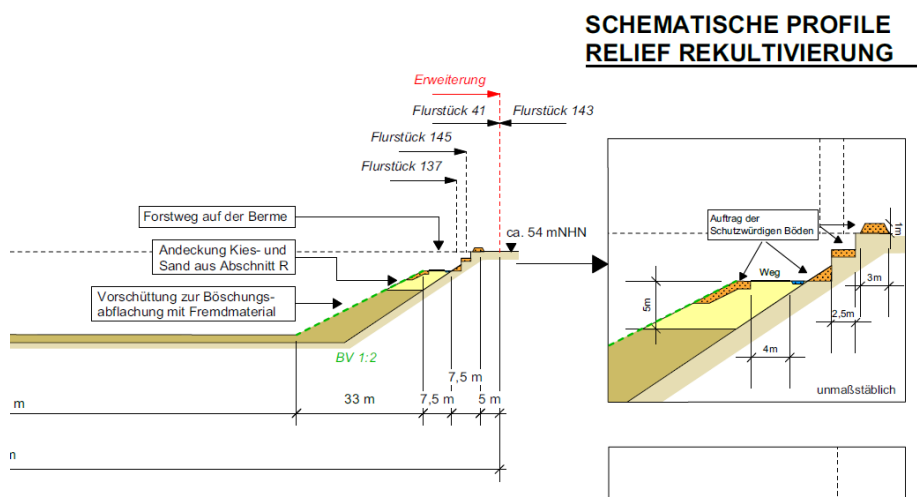 SCHEMATISCHE PROFILE
RELIEF REKULTIVIERUNG
Erweiterung
Flurstück 41
Flurstück 143
Flurstück 145
Flurstück 137
Forstweg auf der Berme
ca. 54 mNHN
Andeckung Kies- und
Sand aus Abschnitt R
Vorschüttung zur Böschungs-
abflachung mit Fremdmaterial
BV 1:2
7,5 m
m
33 m
7,5 m
5 m
m
Auftrag der
Schutzwürdigen Böden
1m
Weg
3m
5m
2,5m
4m
unmaßstäblich